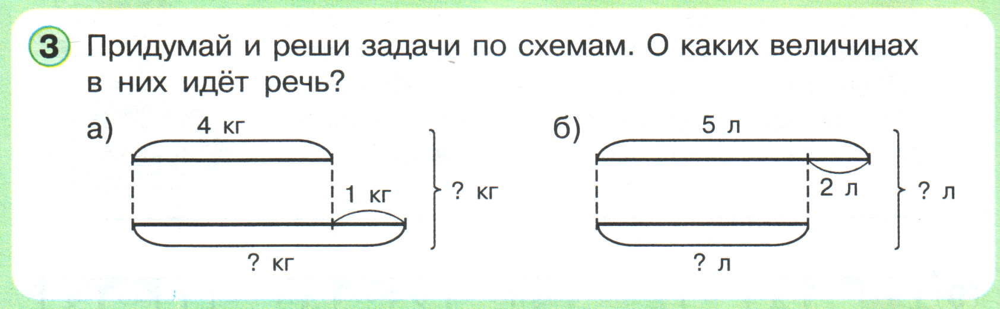 3 Придумай и реши задачи по схемам. О каких величинах
в них идёт речь?
а)
4 кг
1 кг
? кг
? кг
б)
5 л
2 л
? л
? л